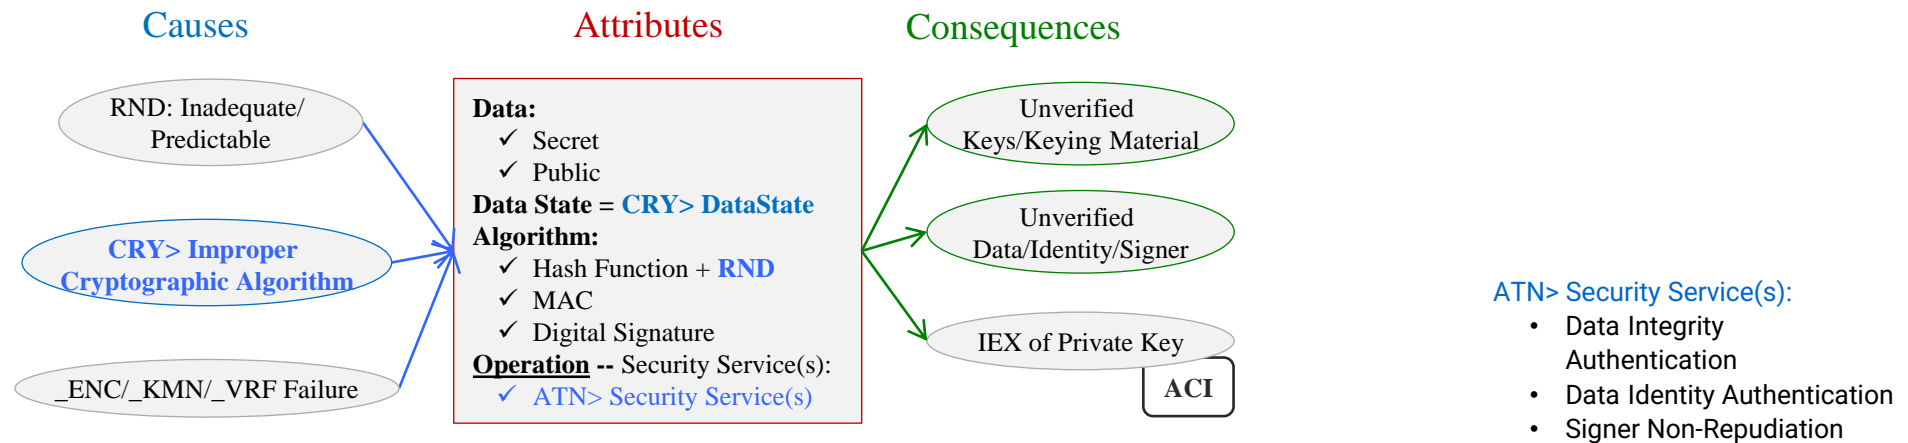 Causes
Attributes
Consequences
RND: Inadequate/
Predictable
CRY> Improper
Cryptographic Algorithm
_ENC/_KMN/_VRF Failure
Data:
✓ Secret
✓ Public
Data State = CRY> DataState
Algorithm:
✓ Hash Function + RND
✓ MAC
✓ Digital Signature
Operation -- Security Service(s):
✓ ATN> Security Service(s)
Unverified
Keys/Keying Material
Unverified
Data/Identity/Signer
IEX of Private Key
ACI
ATN> Security Service(s):
• Data Integrity
Authentication
• Data Identity Authentication
• Signer Non-Repudiation